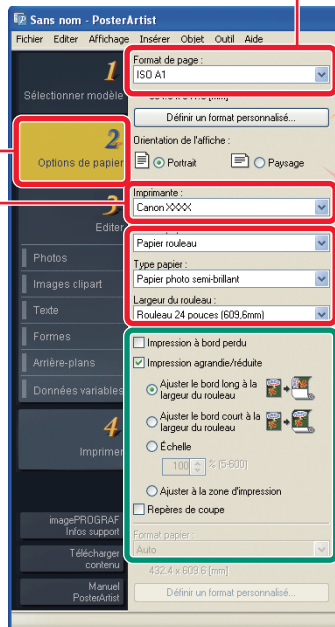 Sans nom - PosterArtist
Fichier Editer Affichage Insérer Objet Outil Aide
1
Sélectionner modèle
2
Options de papier
3
Editer
Photos
Images clipart
Texte
Formes
Arrière-plans
Données variables
4
Imprimer
imagePROGRAF
Infos support
Télécharger
contenu
Manuel
PosterArtist
Format de page :
ISO A1
Définir un format personnalisé...
Orientation de l'affiche :
Portrait Paysage
Imprimante :
Canon XXXX
Papier rouleau
Type papier :
Papier photo semi-brillant
Largeur du rouleau :
Rouleau 24 pouces (609,6mm)
Impression à bord perdu
Impression agrandie/réduite
Ajuster le bord long à la
largeur du rouleau
Ajuster le bord court à la
largeur du rouleau
Échelle
100 % (5-600)
Ajuster à la zone d'impression
Repères de coupe
Format papier :
Auto
432.4 x 609.6 [mm]
Définir un format personnalisé...